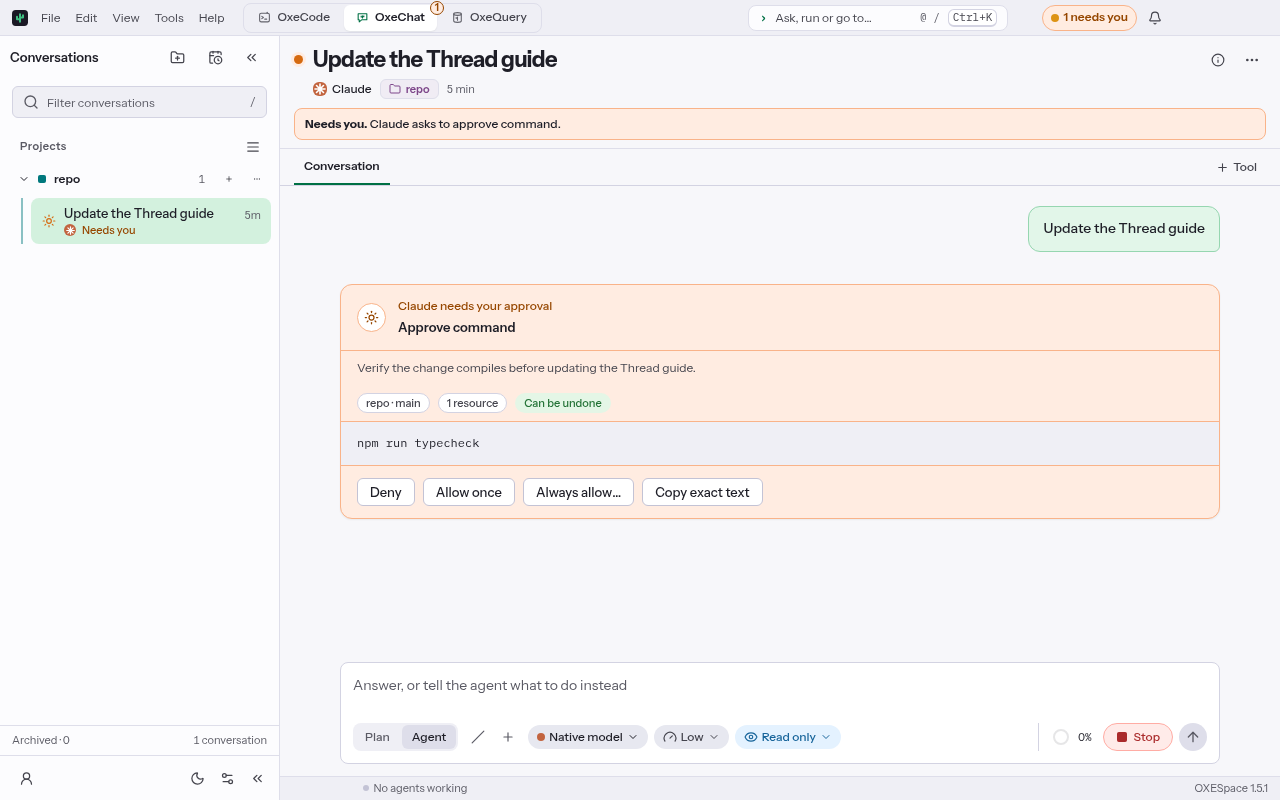 File Edit View Tools Help
OxeCode
OxeChat
1
OxeQuery
Ask, run or go to...
@ / Ctrl+K
1 needs you
Conversations
Filter conversations /
Projects
repo 1
Update the Thread guide 5m
Needs you
Archived · 0 1 conversation
Update the Thread guide
Claude repo 5 min
Needs you. Claude asks to approve command.
Conversation
Tool
Update the Thread guide
Claude needs your approval
Approve command
Verify the change compiles before updating the Thread guide.
repo · main 1 resource Can be undone
npm run typecheck
Deny Allow once Always allow... Copy exact text
Answer, or tell the agent what to do instead
Plan Agent Native model Low Read only 0% Stop
No agents working
OXESpace 1.5.1